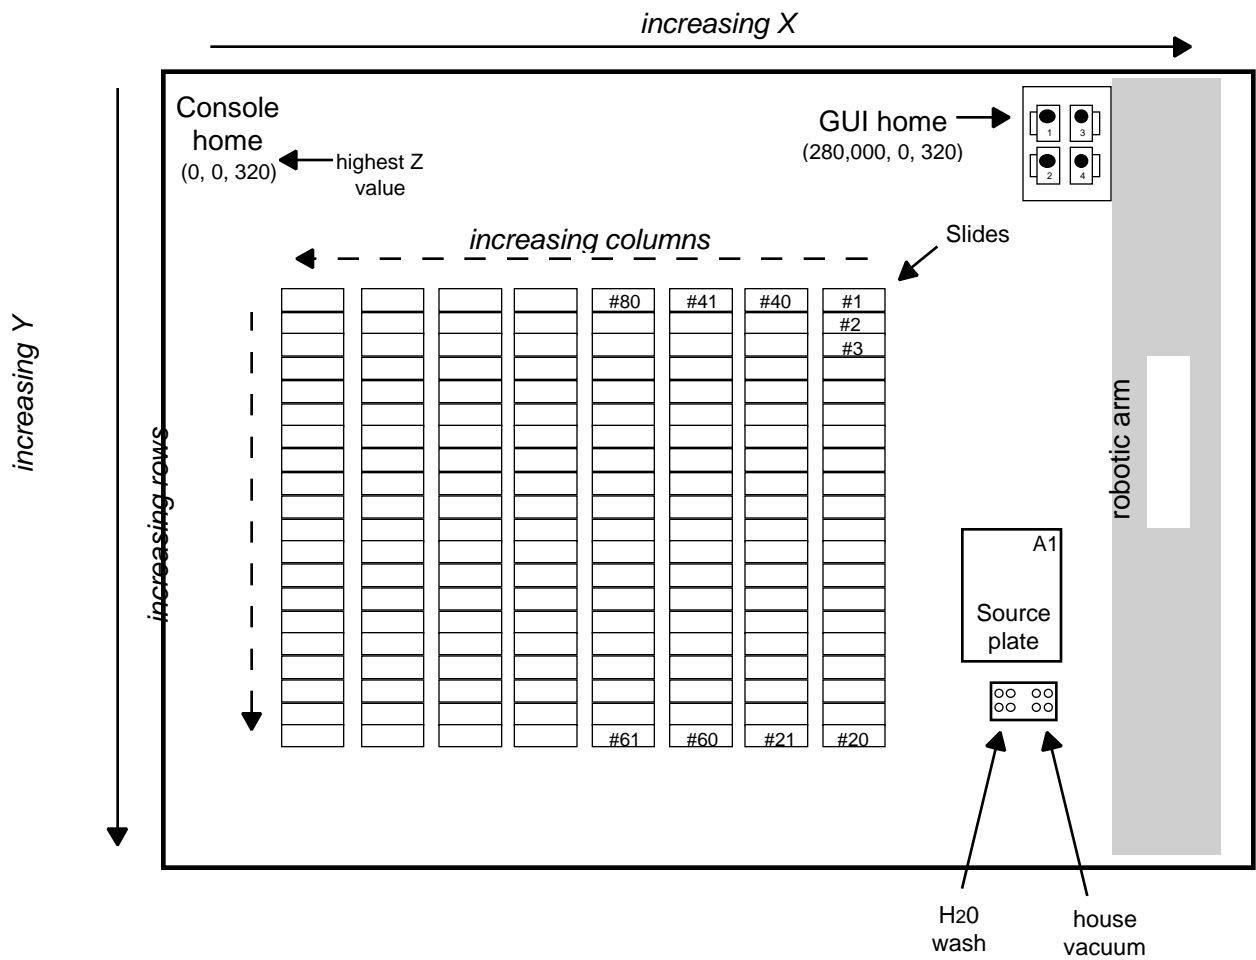 increasing X
Console
home
(0, 0, 320)
highest Z
value
GUI home
(280,000, 0, 320)
1
3
2
4
Slides
increasing columns
#80
#41
#40
#1
#2
#3
increasing Y
increasing rows
robotic arm
A1
Source
plate
#61
#60
#21
#20
H20
wash
house
vacuum